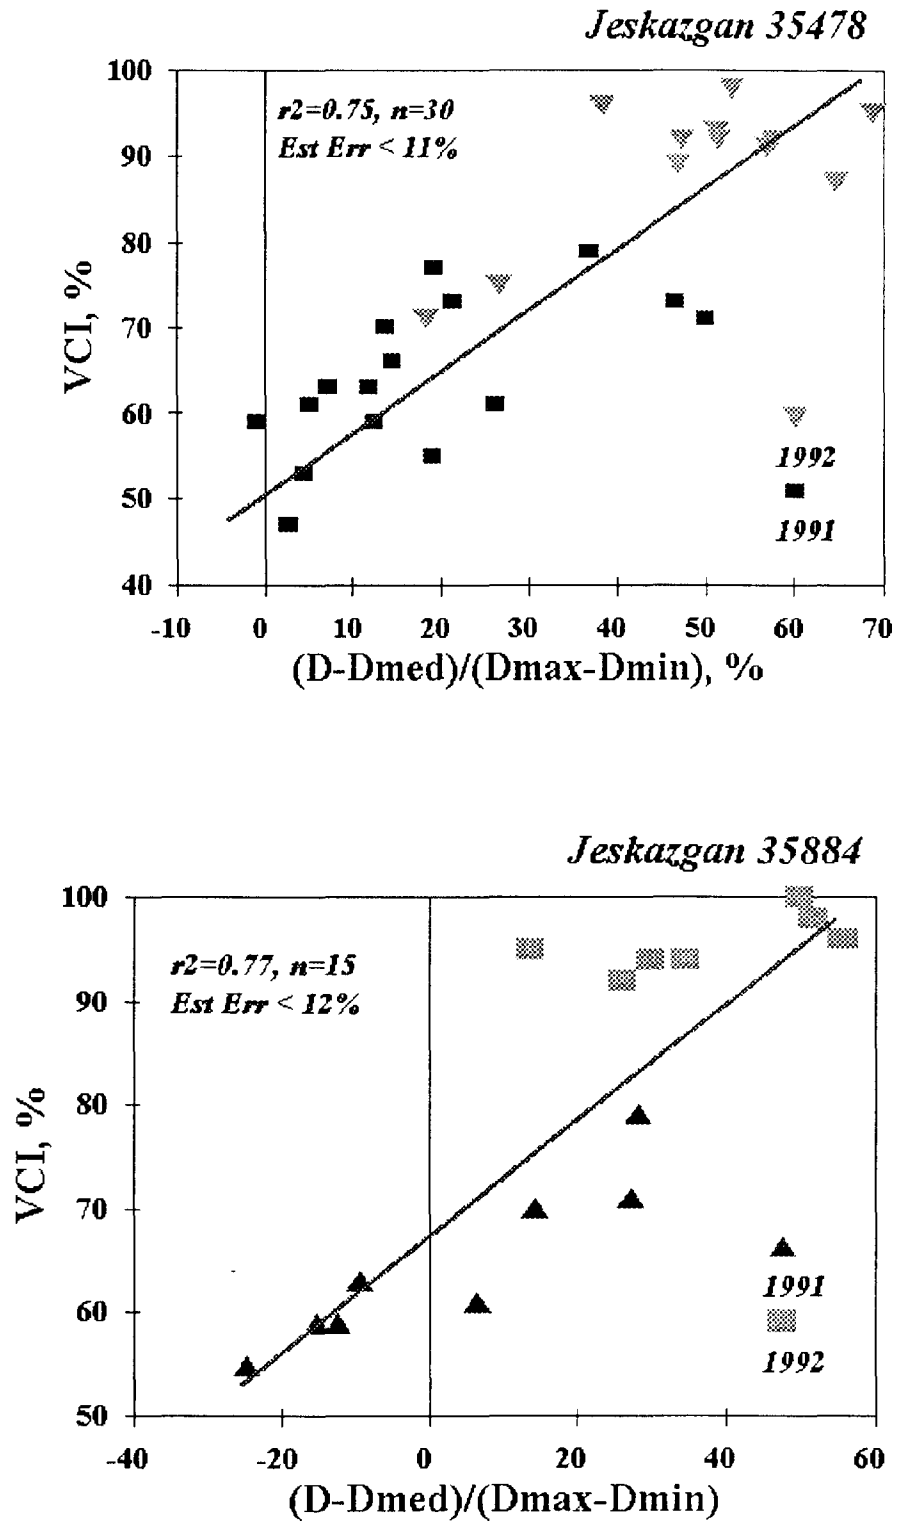 Jeskazgan 35478
100
r2=0.75, n=30
Est Err < 11%
90
80
VCI, %
70
60
1992
50
1991
40
-10 0 10 20 30 40 50 60 70
(D-Dmed)/(Dmax-Dmin), %
Jeskazgan 35884
100
r2=0.77, n=15
Est Err < 12%
90
80
VCI, %
70
1991
60
1992
50
-40 -20 0 20 40 60
(D-Dmed)/(Dmax-Dmin)